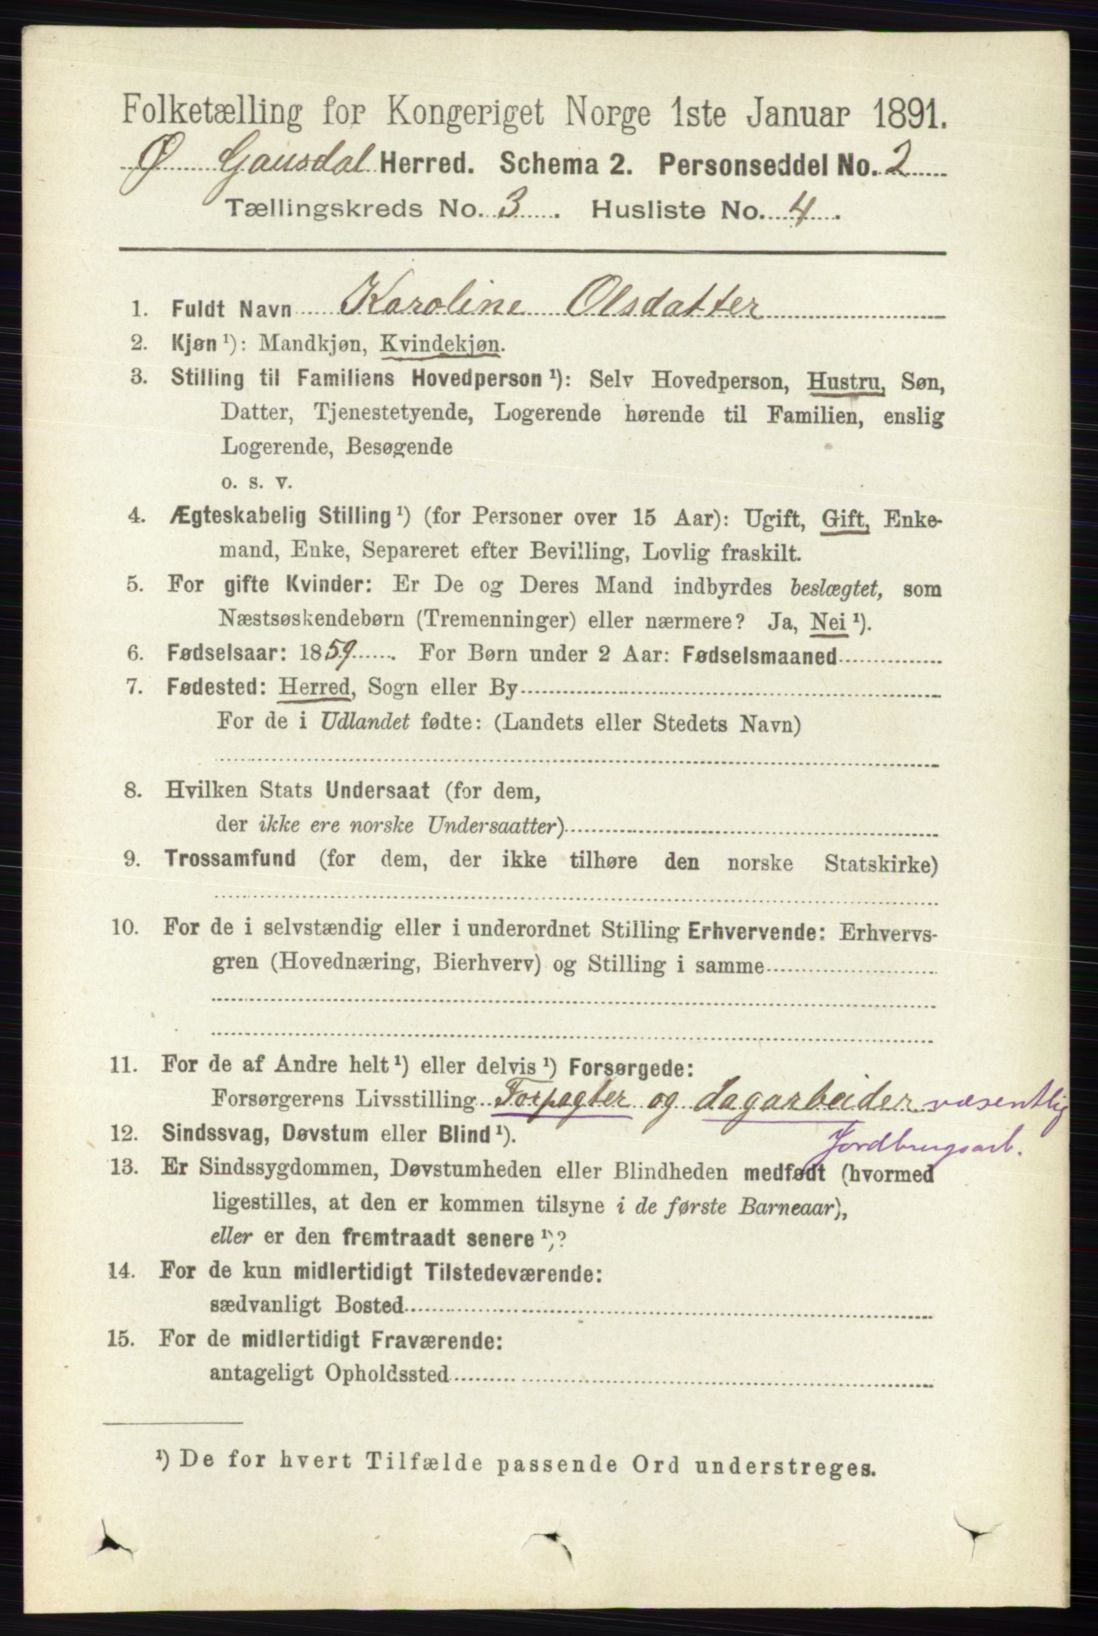 Folketælling for Kongeriget Norge 1ste Januar 1891.
Ø Gausdal Herred. Schema 2. Personseddel No. 2
Tællingskreds No. 3. Husliste No. 4.
1. Fuldt Navn Karoline Olsdatter
2. Kjøn ¹): Mandkjøn, Kvindekjøn.
3. Stilling til Familiens Hovedperson ¹): Selv Hovedperson, Hustru, Søn,
Datter, Tjenestetyende, Logerende hørende til Familien, enslig
Logerende, Besøgende
o. s. v.
4. Ægteskabelig Stilling ¹) (for Personer over 15 Aar): Ugift, Gift, Enke-
mand, Enke, Separeret efter Bevilling, Lovlig fraskilt.
5. For gifte Kvinder: Er De og Deres Mand indbyrdes beslægtet, som
Næstsøskendebørn (Tremenninger) eller nærmere? Ja, Nei ¹).
6. Fødselsaar: 1859. For Børn under 2 Aar: Fødselsmaaned
7. Fødested: Herred, Sogn eller By
For de i Udlandet fødte: (Landets eller Stedets Navn)
8. Hvilken Stats Undersaat (for dem,
der ikke ere norske Undersaatter)
9. Trossamfund (for dem, der ikke tilhøre den norske Statskirke)
10. For de i selvstændig eller i underordnet Stilling Erhvervende: Erhvervs-
gren (Hovednæring, Bierhverv) og Stilling i samme
11. For de af Andre helt ¹) eller delvis ¹) Forsørgede:
Forsørgerens Livsstilling Forpagter og dagarbeider væsentlig
Jordbrugsarb.
12. Sindssvag, Døvstum eller Blind ¹).
13. Er Sindssygdommen, Døvstumheden eller Blindheden medfødt (hvormed
ligestilles, at den er kommen tilsyne i de første Barneaar),
eller er den fremtraadt senere ¹)?
14. For de kun midlertidigt Tilstedeværende:
sædvanligt Bosted
15. For de midlertidigt Fraværende:
antageligt Opholdssted
¹) De for hvert Tilfælde passende Ord understreges.